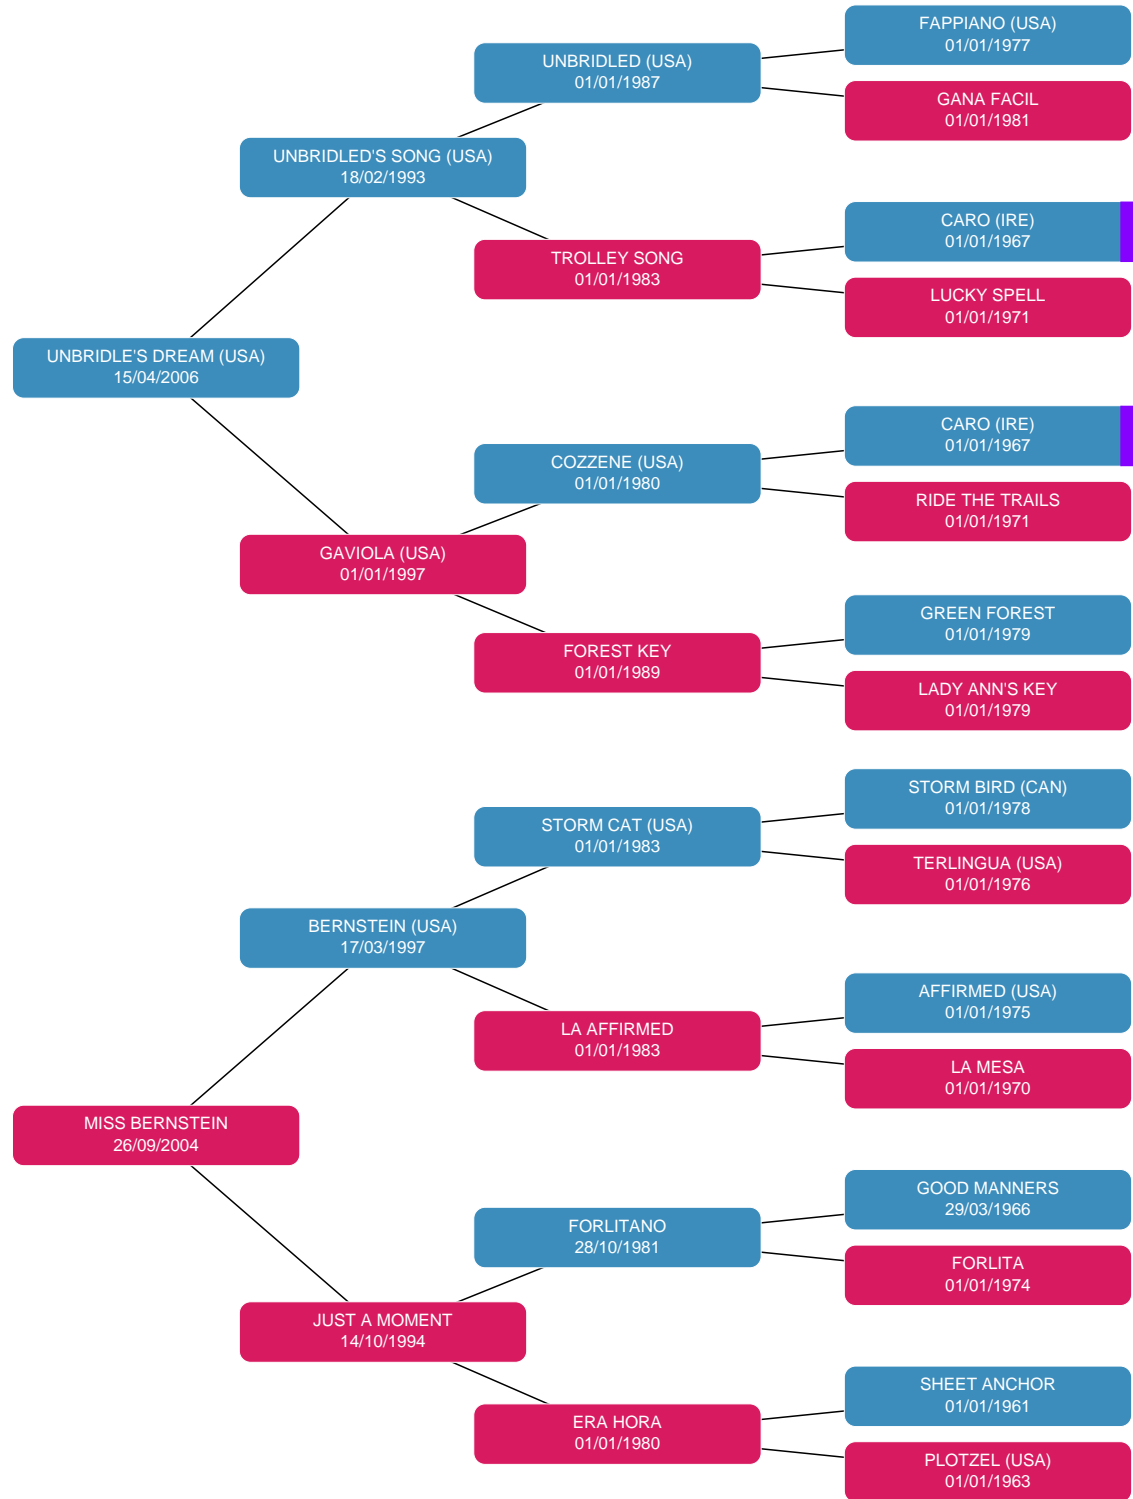 FAPPIANO (USA)
01/01/1977
UNBRIDLED (USA)
01/01/1987
GANA FACIL
01/01/1981
UNBRIDLED'S SONG (USA)
18/02/1993
CARO (IRE)
01/01/1967
TROLLEY SONG
01/01/1983
LUCKY SPELL
01/01/1971
UNBRIDLE'S DREAM (USA)
15/04/2006
CARO (IRE)
01/01/1967
COZZENE (USA)
01/01/1980
RIDE THE TRAILS
01/01/1971
GAVIOLA (USA)
01/01/1997
GREEN FOREST
01/01/1979
FOREST KEY
01/01/1989
LADY ANN'S KEY
01/01/1979
STORM BIRD (CAN)
01/01/1978
STORM CAT (USA)
01/01/1983
TERLINGUA (USA)
01/01/1976
BERNSTEIN (USA)
17/03/1997
AFFIRMED (USA)
01/01/1975
LA AFFIRMED
01/01/1983
LA MESA
01/01/1970
MISS BERNSTEIN
26/09/2004
GOOD MANNERS
29/03/1966
FORLITANO
28/10/1981
FORLITA
01/01/1974
JUST A MOMENT
14/10/1994
SHEET ANCHOR
01/01/1961
ERA HORA
01/01/1980
PLOTZEL (USA)
01/01/1963